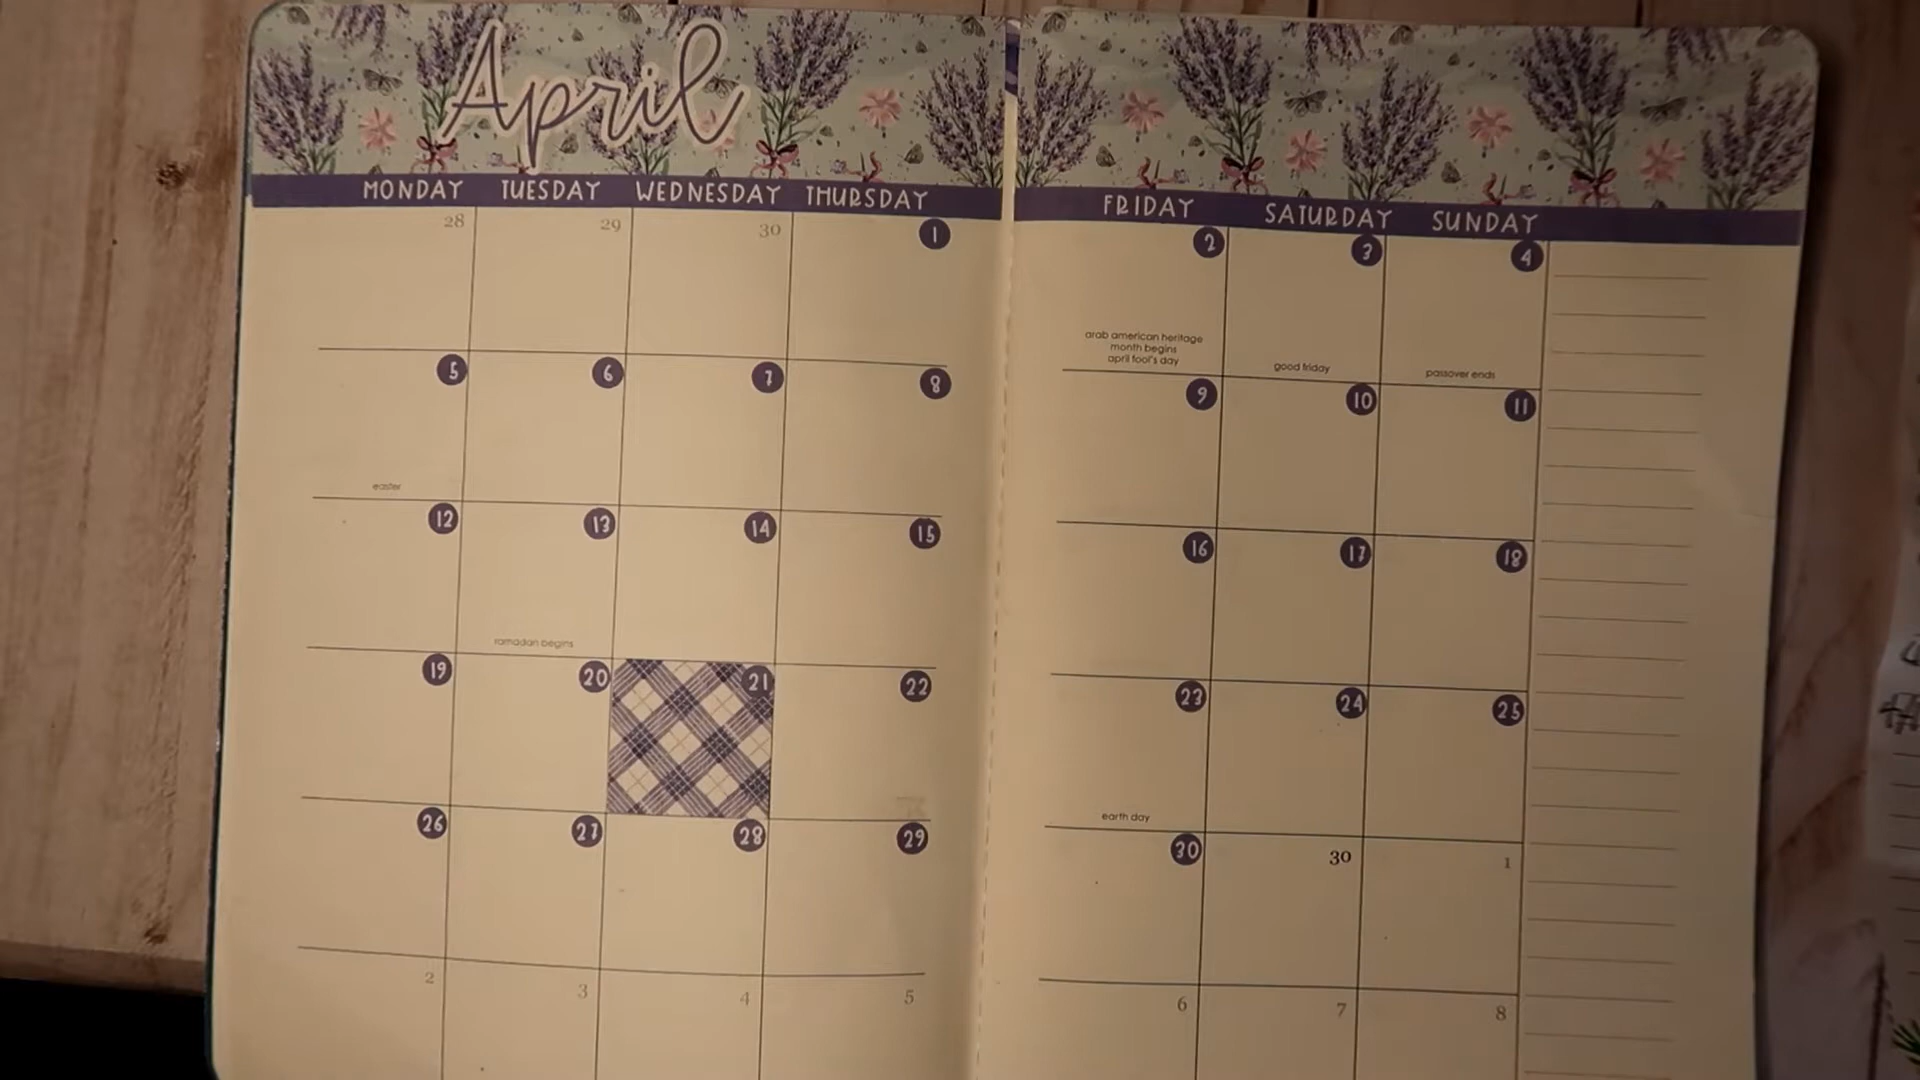 April
MONDAY TUESDAY WEDNESDAY THURSDAY FRIDAY SATURDAY SUNDAY
28 29 30 1 2 3 4
arab american heritage
month begins
april fool's day
good friday
passover ends
5 6 7 8 9 10 11
easter
12 13 14 15 16 17 18
ramadan begins
19 20 21 22 23 24 25
earth day
26 27 28 29 30 30 1
2 3 4 5 6 7 8